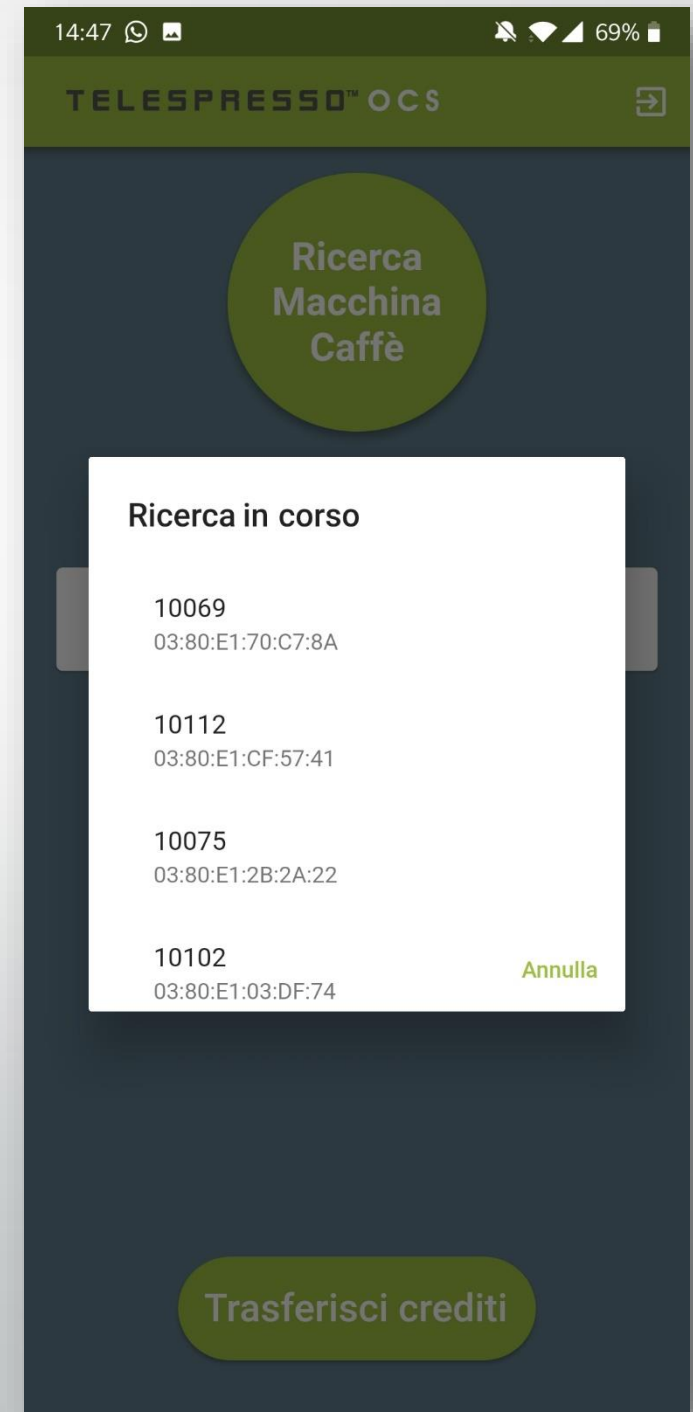 14:47 69%
TELESPRESSO™ OCS
Ricerca
Macchina
Caffè
Ricerca in corso
10069
03:80:E1:70:C7:8A
10112
03:80:E1:CF:57:41
10075
03:80:E1:2B:2A:22
10102
Annulla
03:80:E1:03:DF:74
Trasferisci crediti